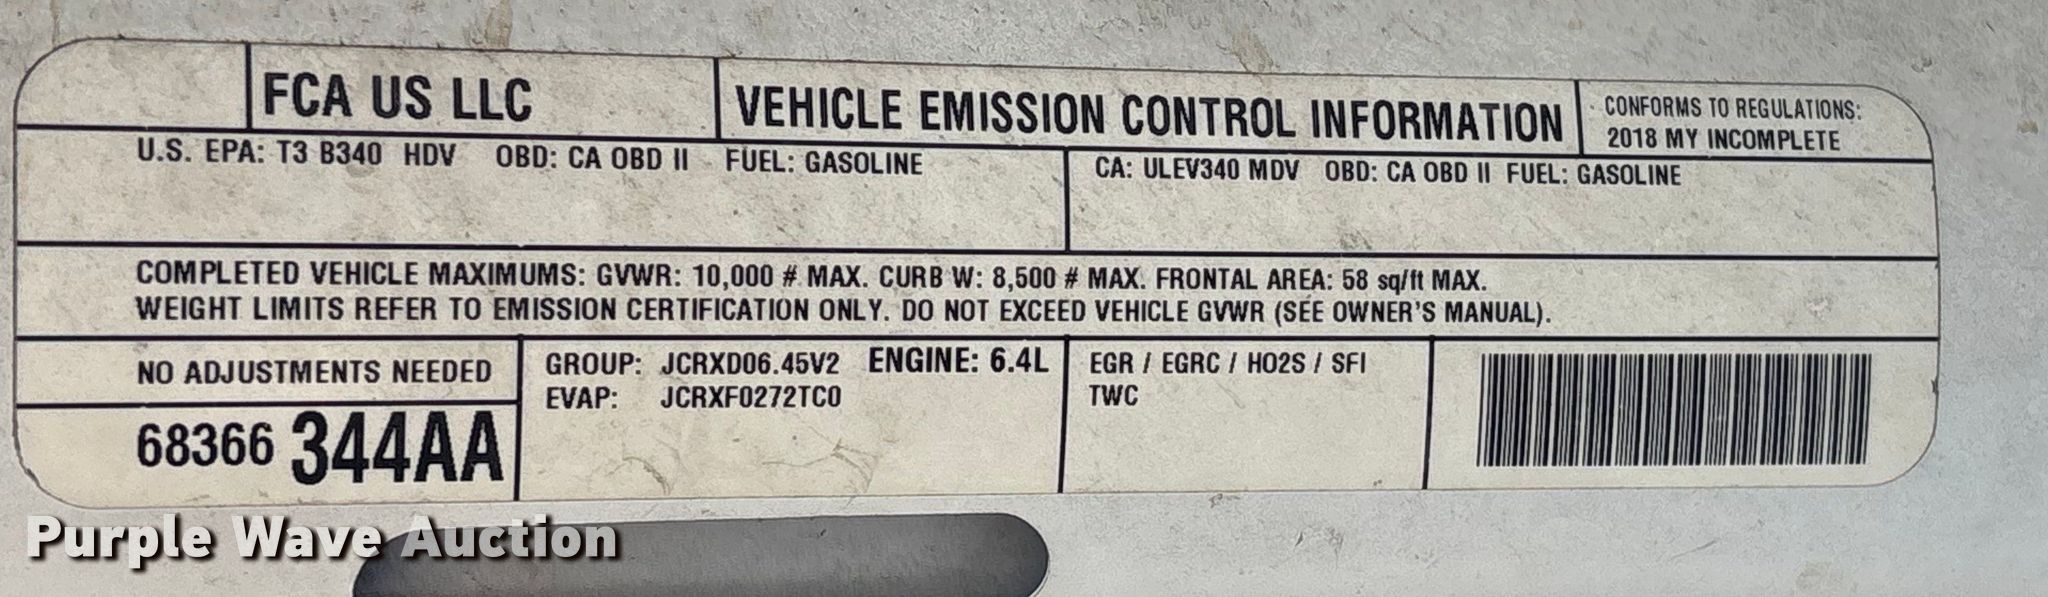 FCA US LLC
VEHICLE EMISSION CONTROL INFORMATION
CONFORMS TO REGULATIONS:
2018 MY INCOMPLETE
U.S. EPA: T3 B340 HDV OBD: CA OBD II FUEL: GASOLINE
CA: ULEV340 MDV OBD: CA OBD II FUEL: GASOLINE
COMPLETED VEHICLE MAXIMUMS: GVWR: 10,000 # MAX. CURB W: 8,500 # MAX. FRONTAL AREA: 58 sq/ft MAX.
WEIGHT LIMITS REFER TO EMISSION CERTIFICATION ONLY. DO NOT EXCEED VEHICLE GVWR (SEE OWNER'S MANUAL).
NO ADJUSTMENTS NEEDED
68366 344AA
GROUP: JCRXD06.45V2 ENGINE: 6.4L
EVAP: JCRXF0272TC0
EGR / EGRC / HO2S / SFI
TWC
Purple Wave Auction